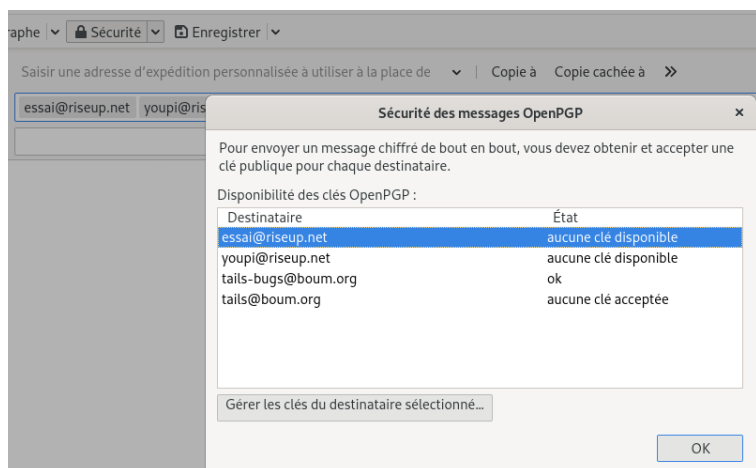 Sécurité Enregistrer
Saisir une adresse d'expédition personnalisée à utiliser à la place de Copie à Copie cachée à
essai@riseup.net
Sécurité des messages OpenPGP
Pour envoyer un message chiffré de bout en bout, vous devez obtenir et accepter une
clé publique pour chaque destinataire.
Disponibilité des clés OpenPGP :
Destinataire État
essai@riseup.net aucune clé disponible
youpi@riseup.net aucune clé disponible
tails-bugs@boum.org ok
tails@boum.org aucune clé acceptée
Gérer les clés du destinataire sélectionné...
OK